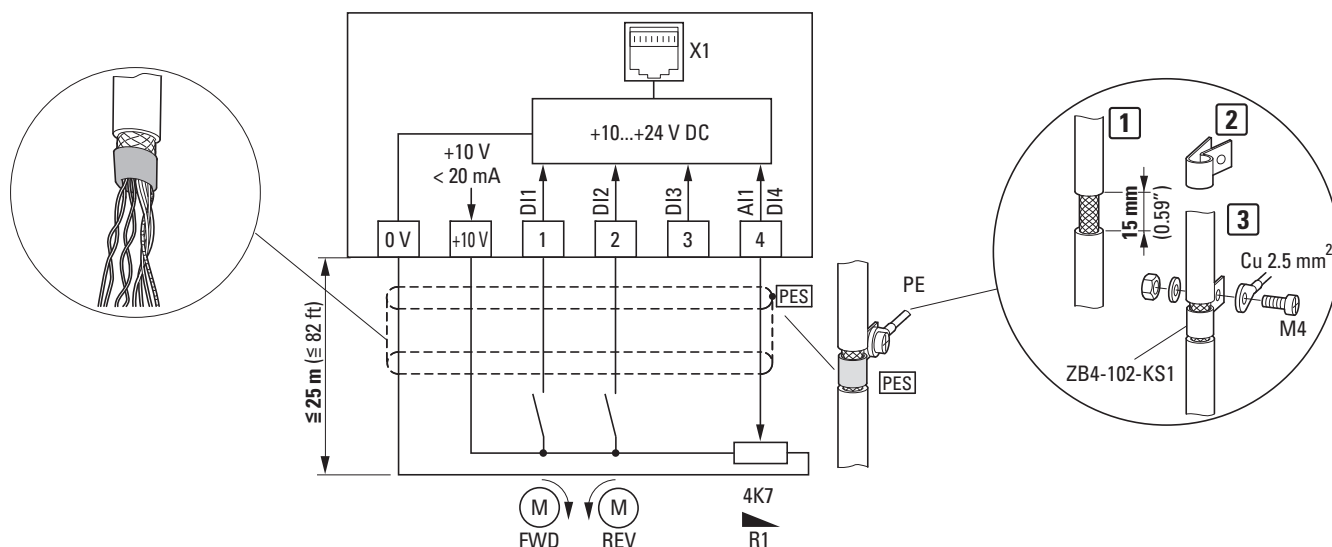 X1
+10...+24 V DC
+10 V
< 20 mA
DI1
DI2
DI3
AI1
DI4
0 V
+10 V
1
2
3
4
≦ 25 m (≦ 82 ft)
PES
PE
PES
M
FWD
M
REV
4K7
R1
1
2
15 mm
(0.59″)
3
Cu 2.5 mm²
M4
ZB4-102-KS1